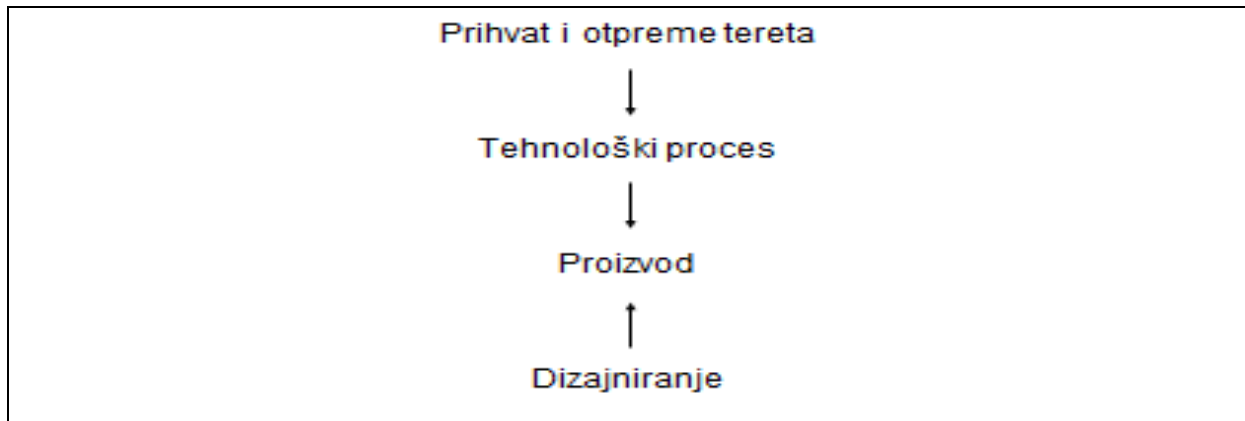 Prihvat i otpreme tereta
Tehnološki proces
Proizvod
Dizajniranje